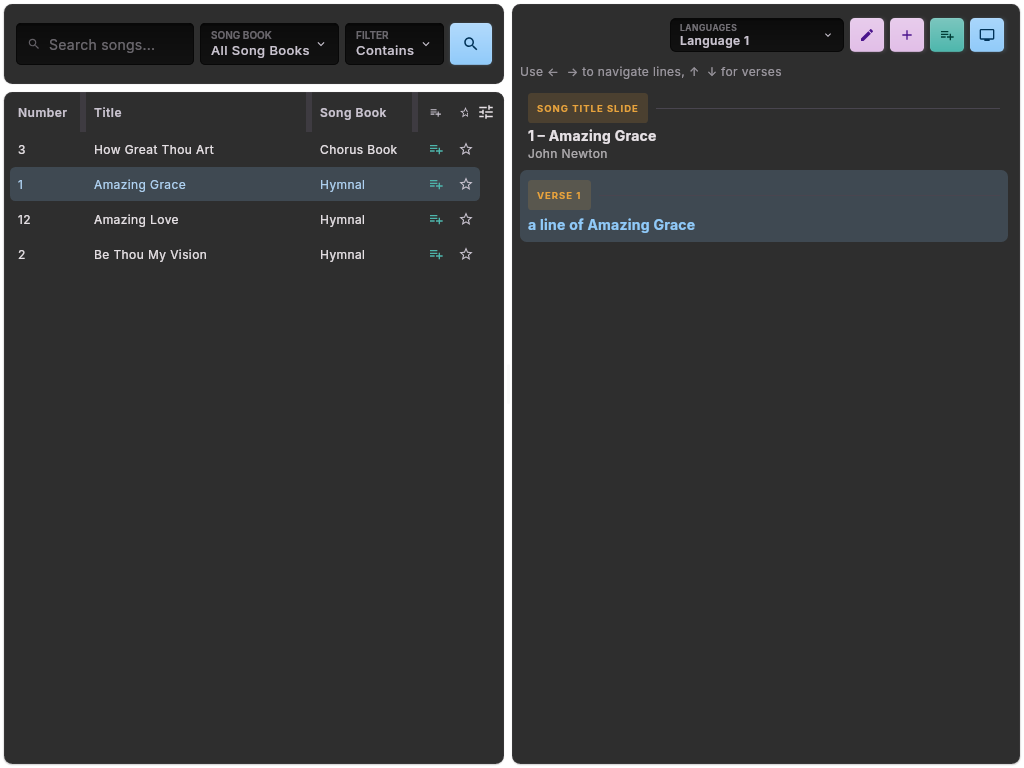 Search songs...
SONG BOOK
All Song Books
FILTER
Contains
Number Title Song Book
3 How Great Thou Art Chorus Book
1 Amazing Grace Hymnal
12 Amazing Love Hymnal
2 Be Thou My Vision Hymnal
LANGUAGES
Language 1
Use ← → to navigate lines, ↑ ↓ for verses
SONG TITLE SLIDE
1 – Amazing Grace
John Newton
VERSE 1
a line of Amazing Grace